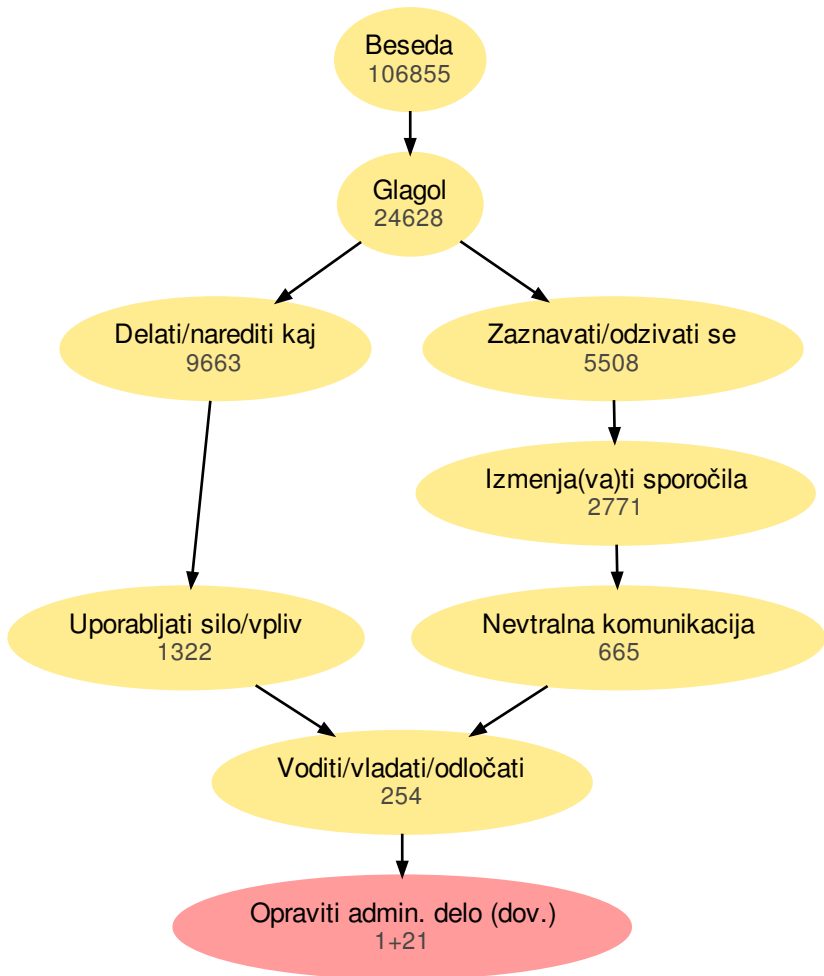 Beseda
106855
Glagol
24628
Delati/narediti kaj
9663
Zaznavati/odzivati se
5508
Izmenja(va)ti sporočila
2771
Uporabljati silo/vpliv
1322
Nevtralna komunikacija
665
Voditi/vladati/odločati
254
Opraviti admin. delo (dov.)
1+21